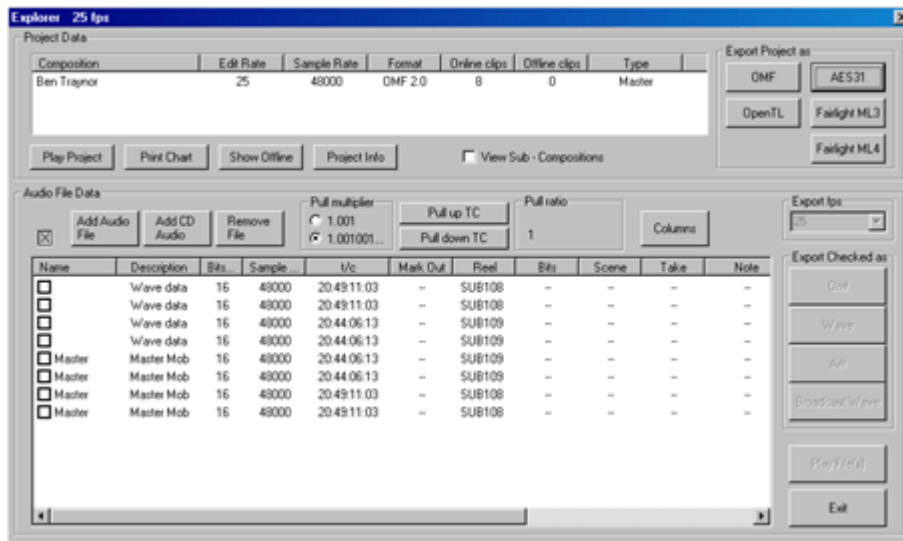 Explorer 25 fps
Project Data
Composition Edit Rate Sample Rate Format Online clips Offline clips Type
Ben Traynor 25 48000 OMF 2.0 8 0 Master
Export Project as
OMF AES31
OpenTL Fairlight ML3
Fairlight ML4
Play Project Print Chart Show Offline Project Info View Sub - Compositions
Audio File Data
Add Audio File Add CD Audio Remove File
Pull multiplier
1.001
1.001001...
Pull up TC
Pull down TC
Pull ratio
1
Columns
Export fps
25
Name Description Bits... Sample ... t/c Mark Out Reel Bits Scene Take Note
Wave data 16 48000 20:49:11:03 -- SUB108 -- -- -- --
Wave data 16 48000 20:49:11:03 -- SUB108 -- -- -- --
Wave data 16 48000 20:44:06:13 -- SUB109 -- -- -- --
Wave data 16 48000 20:44:06:13 -- SUB109 -- -- -- --
Master Master Mob 16 48000 20:44:06:13 -- SUB109 -- -- -- --
Master Master Mob 16 48000 20:44:06:13 -- SUB109 -- -- -- --
Master Master Mob 16 48000 20:49:11:03 -- SUB108 -- -- -- --
Master Master Mob 16 48000 20:49:11:03 -- SUB108 -- -- -- --
Export Checked as
Omf
Wave
Aiff
Broadcast Wave
Play File(s)
Exit